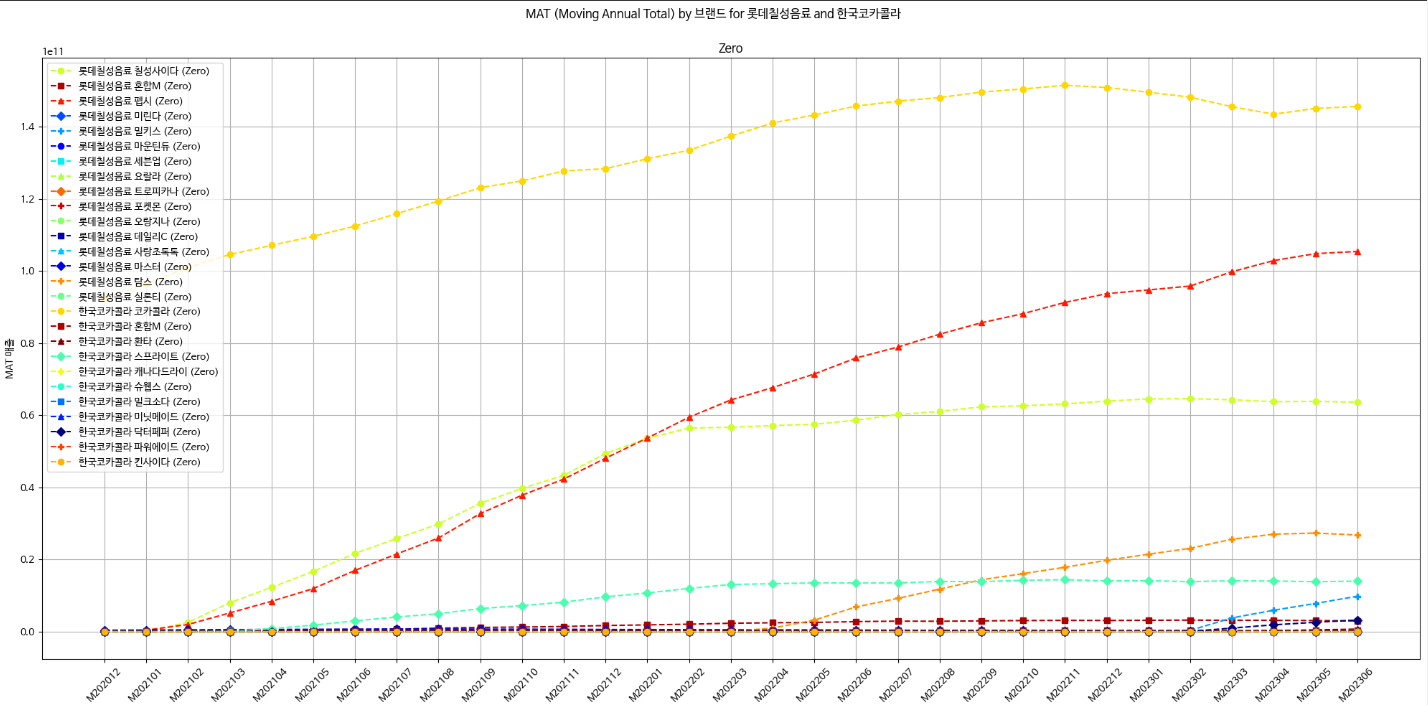 MAT (Moving Annual Total) by 브랜드 for 롯데칠성음료 and 한국코카콜라
Zero
1e11
롯데칠성음료 칠성사이다 (Zero)
롯데칠성음료 혼합M (Zero)
롯데칠성음료 펩시 (Zero)
롯데칠성음료 미린다 (Zero)
롯데칠성음료 밀키스 (Zero)
롯데칠성음료 마운틴듀 (Zero)
롯데칠성음료 세븐업 (Zero)
롯데칠성음료 요랄라 (Zero)
롯데칠성음료 트로피카나 (Zero)
롯데칠성음료 포켓몬 (Zero)
롯데칠성음료 오랑지나 (Zero)
롯데칠성음료 데일리C (Zero)
롯데칠성음료 사랑초톡톡 (Zero)
롯데칠성음료 마스터 (Zero)
롯데칠성음료 탐스 (Zero)
롯데칠성음료 실론티 (Zero)
한국코카콜라 코카콜라 (Zero)
한국코카콜라 혼합M (Zero)
한국코카콜라 환타 (Zero)
한국코카콜라 스프라이트 (Zero)
한국코카콜라 캐나다드라이 (Zero)
한국코카콜라 슈웹스 (Zero)
한국코카콜라 밀크소다 (Zero)
한국코카콜라 미닛메이드 (Zero)
한국코카콜라 닥터페퍼 (Zero)
한국코카콜라 파워에이드 (Zero)
한국코카콜라 킨사이다 (Zero)
MAT 매출
1.4
1.2
1.0
0.8
0.6
0.4
0.2
0.0
M202012
M202101
M202102
M202103
M202104
M202105
M202106
M202107
M202108
M202109
M202110
M202111
M202112
M202201
M202202
M202203
M202204
M202205
M202206
M202207
M202208
M202209
M202210
M202211
M202212
M202301
M202302
M202303
M202304
M202305
M202306